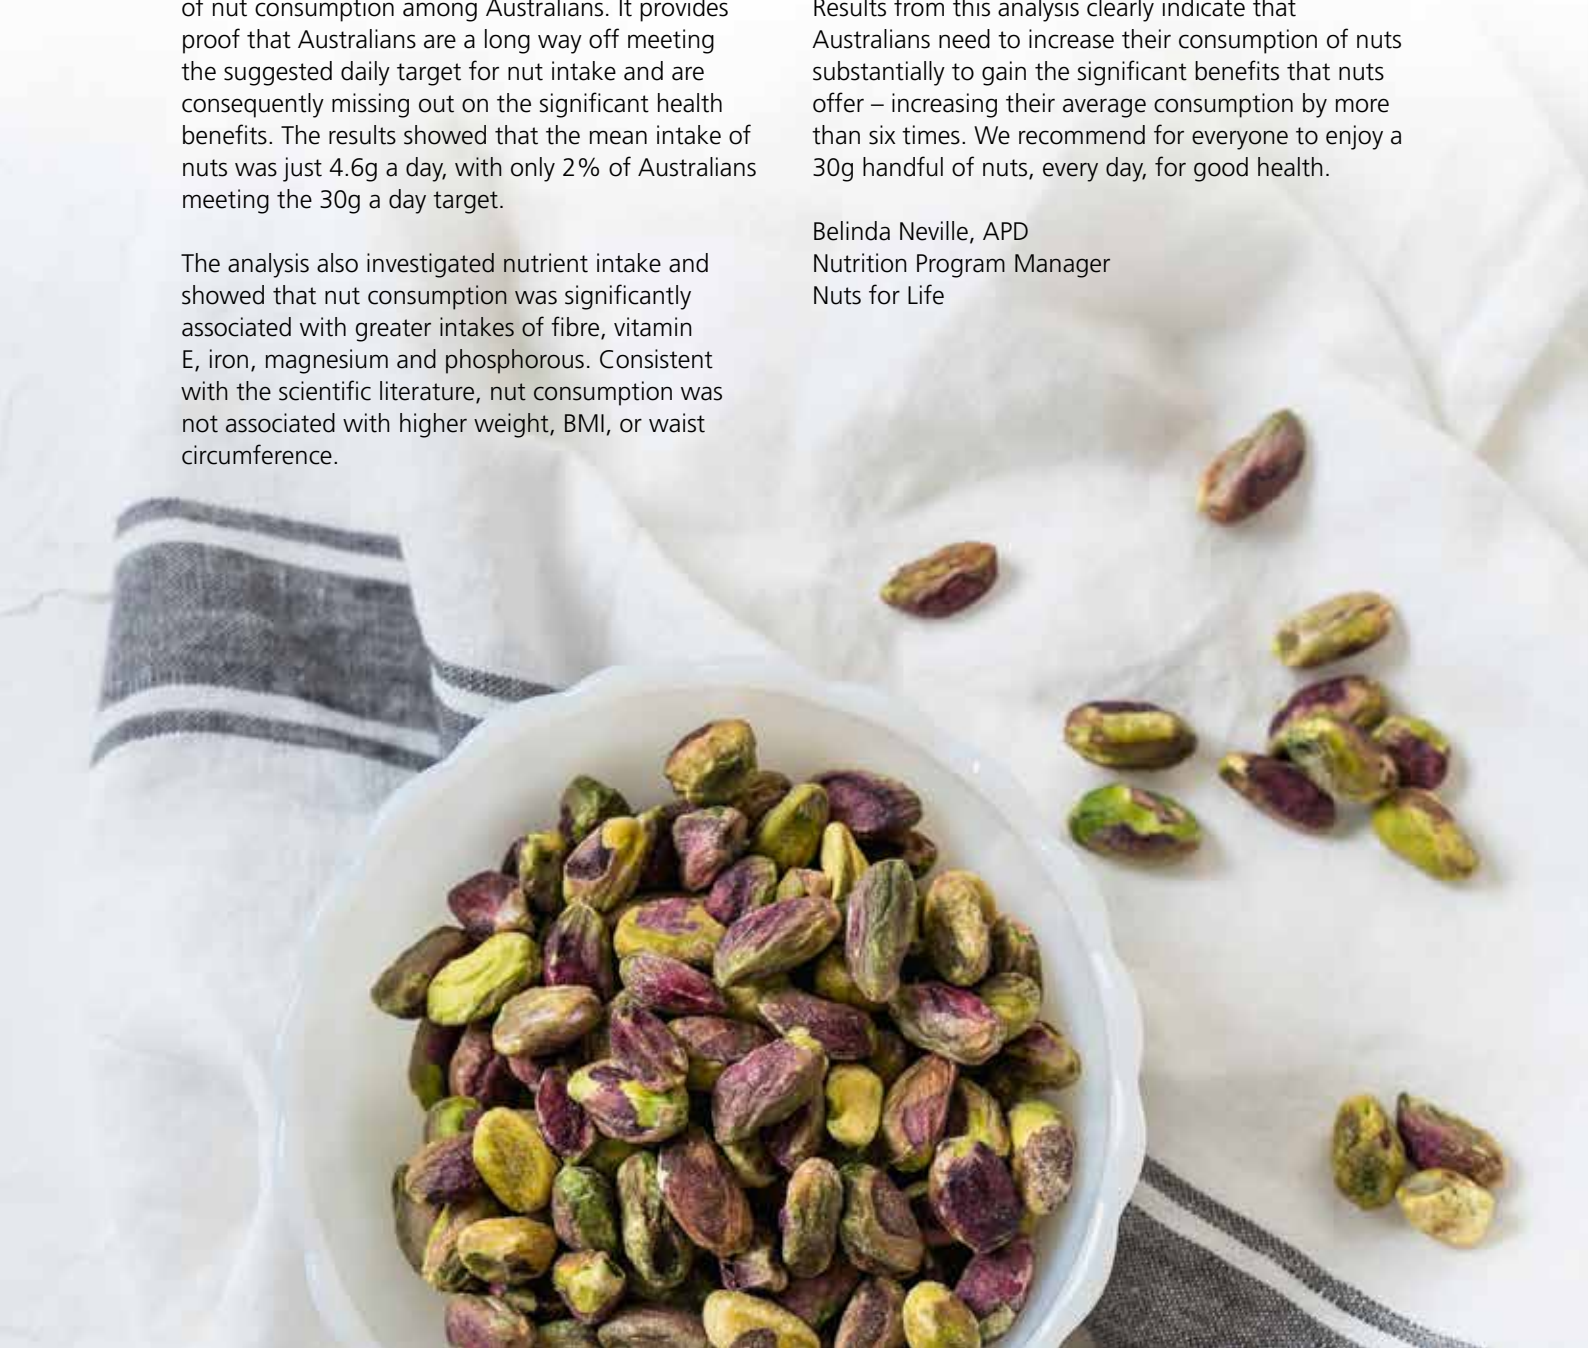 of nut consumption among Australians. It provides
proof that Australians are a long way off meeting
the suggested daily target for nut intake and are
consequently missing out on the significant health
benefits. The results showed that the mean intake of
nuts was just 4.6g a day, with only 2% of Australians
meeting the 30g a day target.
The analysis also investigated nutrient intake and
showed that nut consumption was significantly
associated with greater intakes of fibre, vitamin
E, iron, magnesium and phosphorous. Consistent
with the scientific literature, nut consumption was
not associated with higher weight, BMI, or waist
circumference.
Results from this analysis clearly indicate that
Australians need to increase their consumption of nuts
substantially to gain the significant benefits that nuts
offer – increasing their average consumption by more
than six times. We recommend for everyone to enjoy a
30g handful of nuts, every day, for good health.
Belinda Neville, APD
Nutrition Program Manager
Nuts for Life